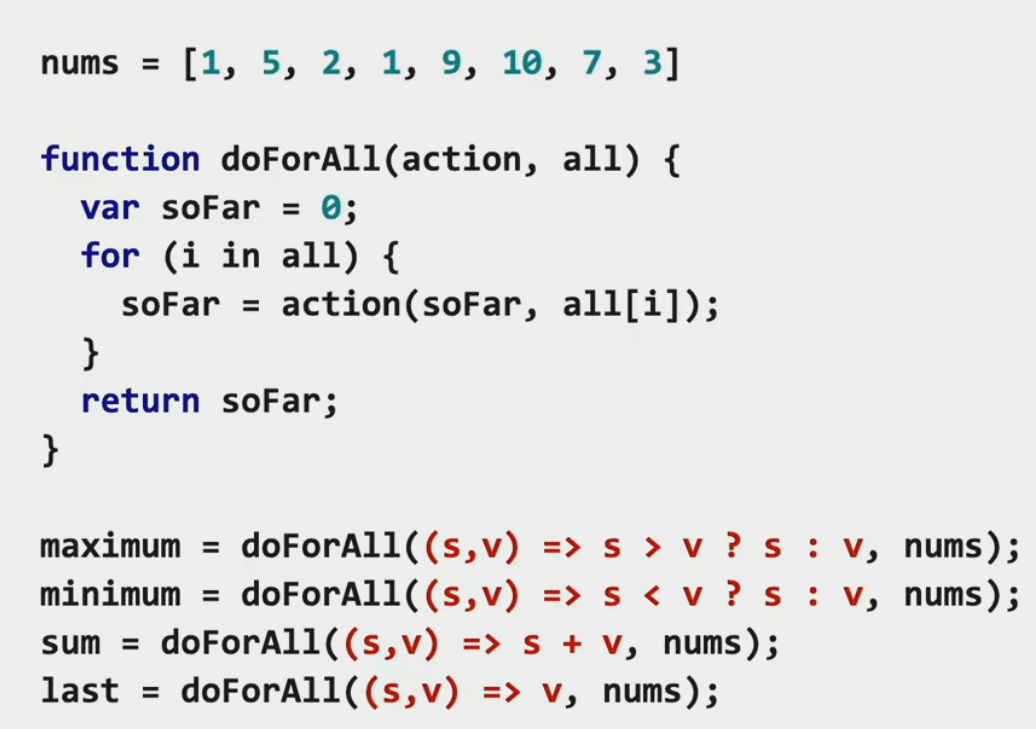 nums = [1, 5, 2, 1, 9, 10, 7, 3]
function doForAll(action, all) {
  var soFar = 0;
  for (i in all) {
    soFar = action(soFar, all[i]);
  }
  return soFar;
}
maximum = doForAll((s,v) => s > v ? s : v, nums);
minimum = doForAll((s,v) => s < v ? s : v, nums);
sum = doForAll((s,v) => s + v, nums);
last = doForAll((s,v) => v, nums);